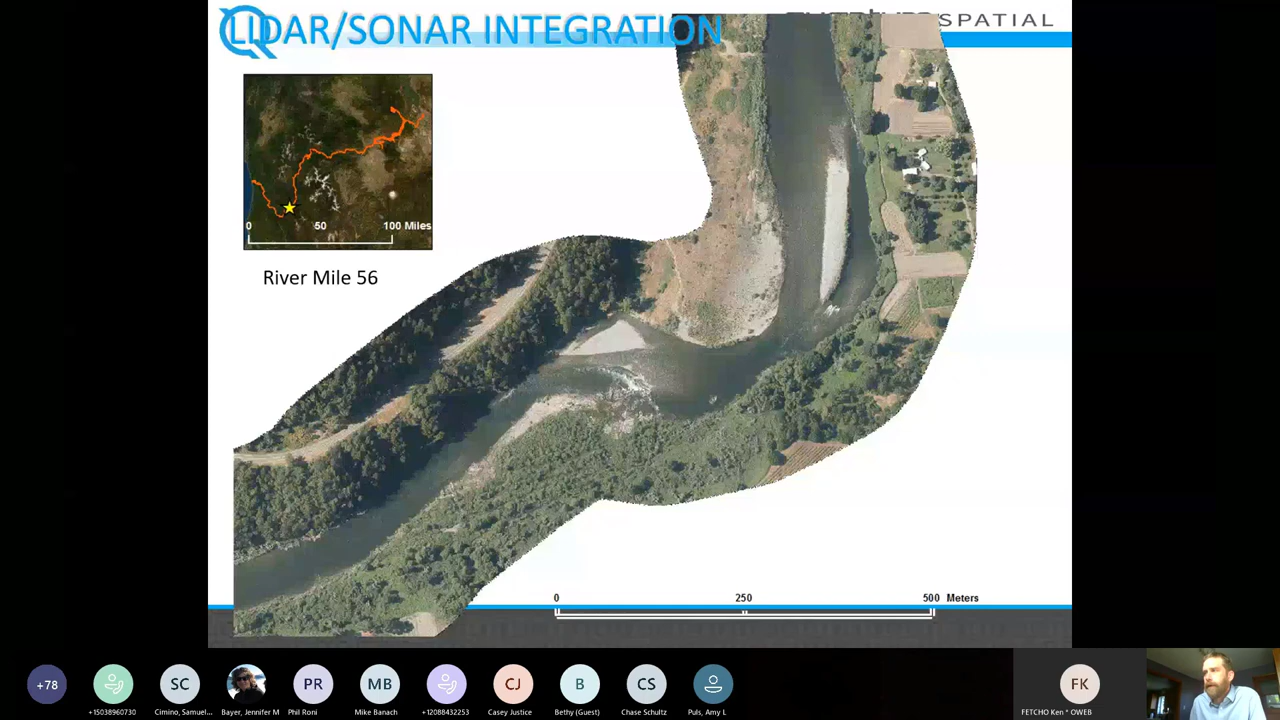 LIDAR/SONAR INTEGRATION
SPATIAL
0 50 100 Miles
River Mile 56
0 250 500 Meters
+78
SC
PR
MB
CJ
B
CS
FK
+15038960730
Cimino, Samuel...
Bayer, Jennifer M
Phil Roni
Mike Banach
+12088432253
Casey Justice
Bethy (Guest)
Chase Schultz
Puls, Amy L
FETCHO Ken * OWEB